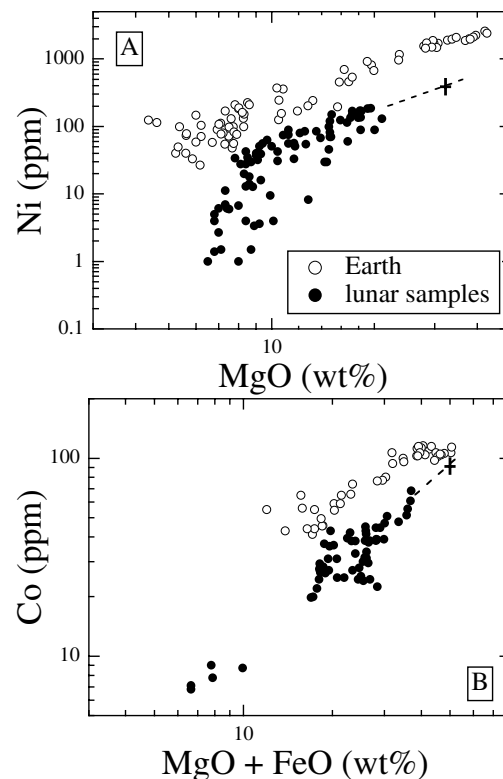 A
1000
100
10
1
0.1
Ni (ppm)
Earth
lunar samples
10
MgO (wt%)
100
10
Co (ppm)
B
10
MgO + FeO (wt%)